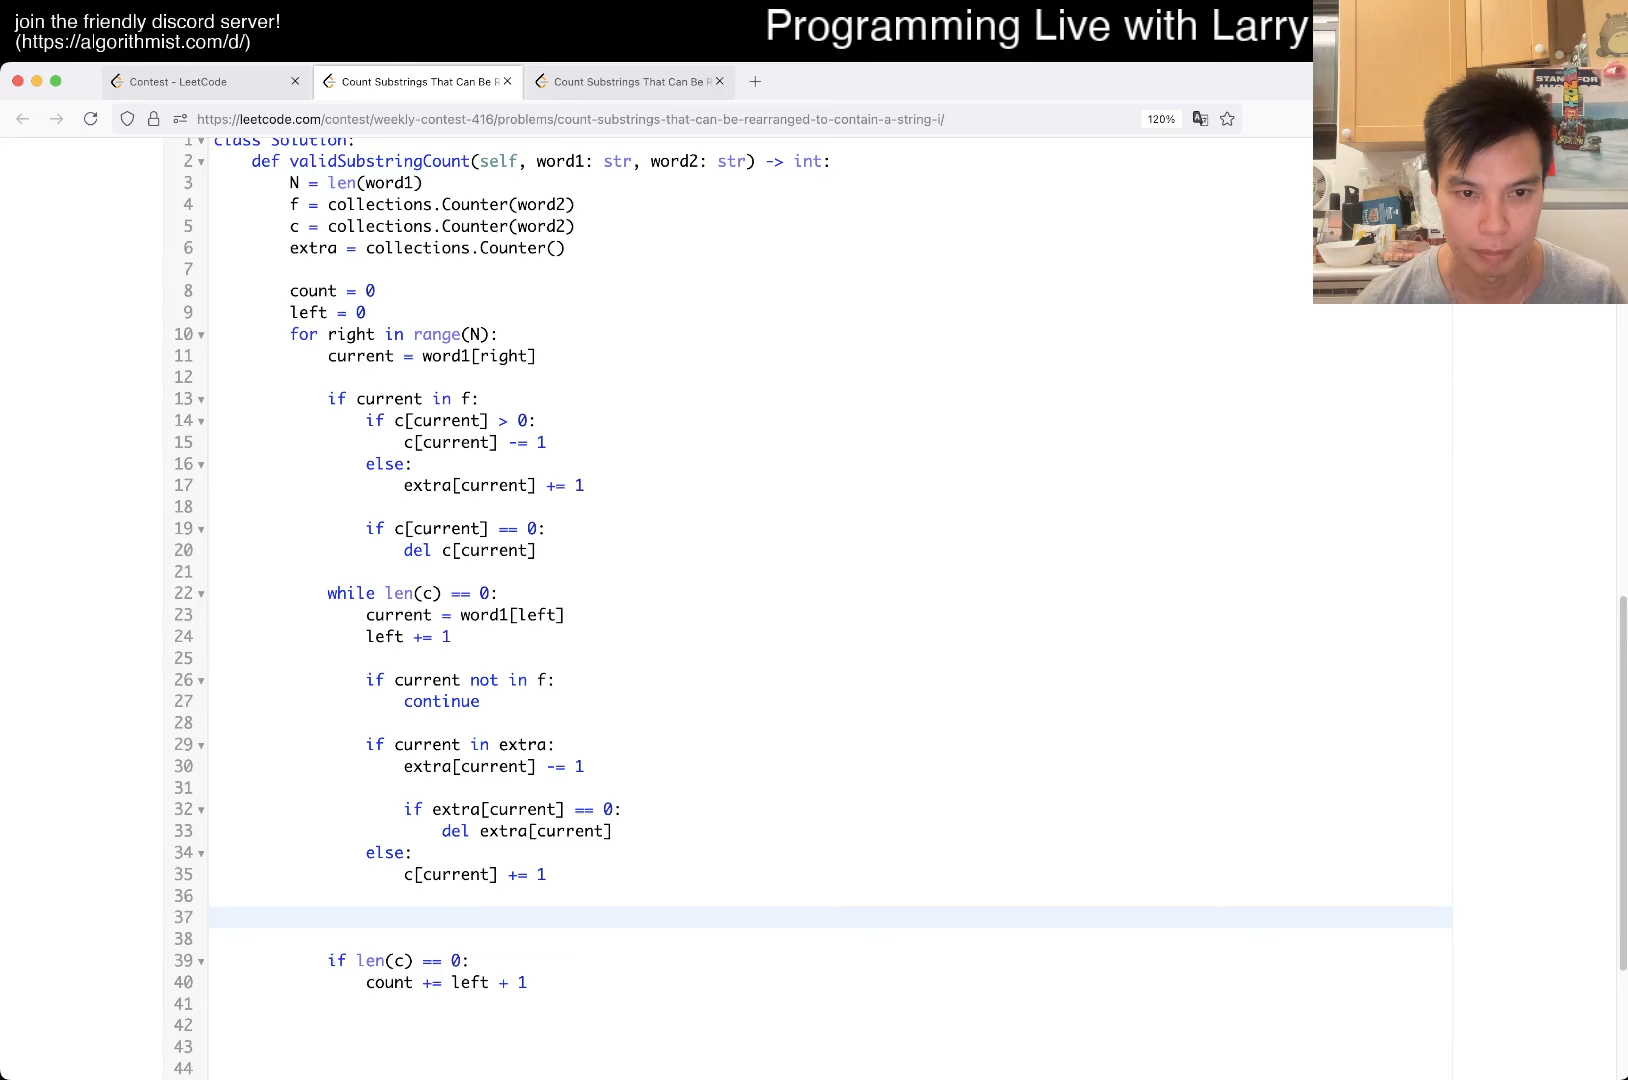 join the friendly discord server!
(https://algorithmist.com/d/)
Programming Live with Larry
Contest - LeetCode
Count Substrings That Can Be R
Count Substrings That Can Be R
https://leetcode.com/contest/weekly-contest-416/problems/count-substrings-that-can-be-rearranged-to-contain-a-string-i/
120%
STANFORD
1 class Solution:
2 def validSubstringCount(self, word1: str, word2: str) -> int:
3 N = len(word1)
4 f = collections.Counter(word2)
5 c = collections.Counter(word2)
6 extra = collections.Counter()
7
8 count = 0
9 left = 0
10 for right in range(N):
11 current = word1[right]
12
13 if current in f:
14 if c[current] > 0:
15 c[current] -= 1
16 else:
17 extra[current] += 1
18
19 if c[current] == 0:
20 del c[current]
21
22 while len(c) == 0:
23 current = word1[left]
24 left += 1
25
26 if current not in f:
27 continue
28
29 if current in extra:
30 extra[current] -= 1
31
32 if extra[current] == 0:
33 del extra[current]
34 else:
35 c[current] += 1
36
37
38
39 if len(c) == 0:
40 count += left + 1
41
42
43
44